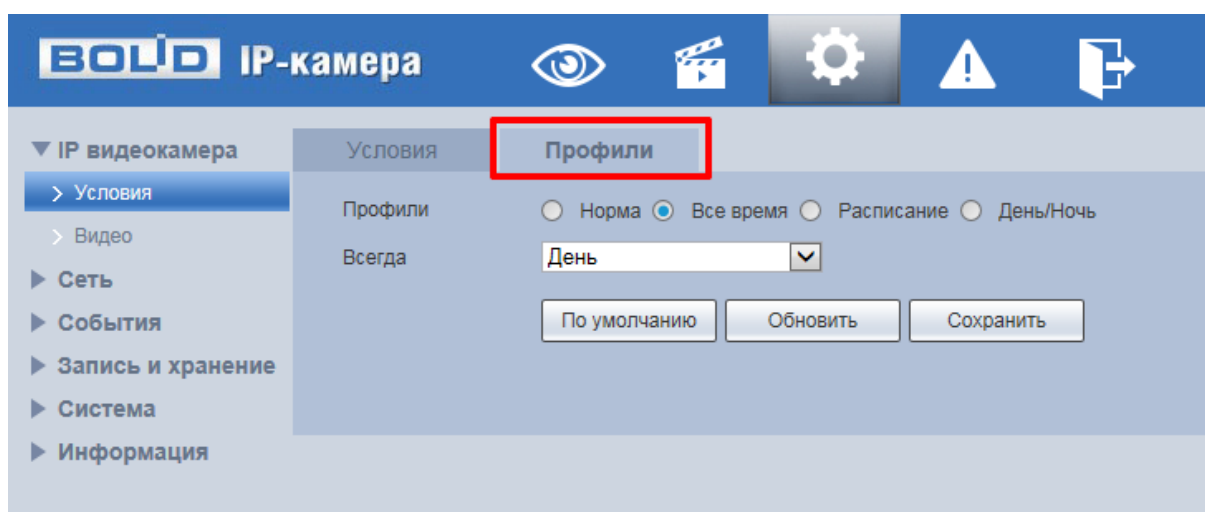 BOLID IP-камера
IP видеокамера
Условия
Видео
Сеть
События
Запись и хранение
Система
Информация
Условия Профили
Профили Норма Все время Расписание День/Ночь
Всегда День
По умолчанию Обновить Сохранить